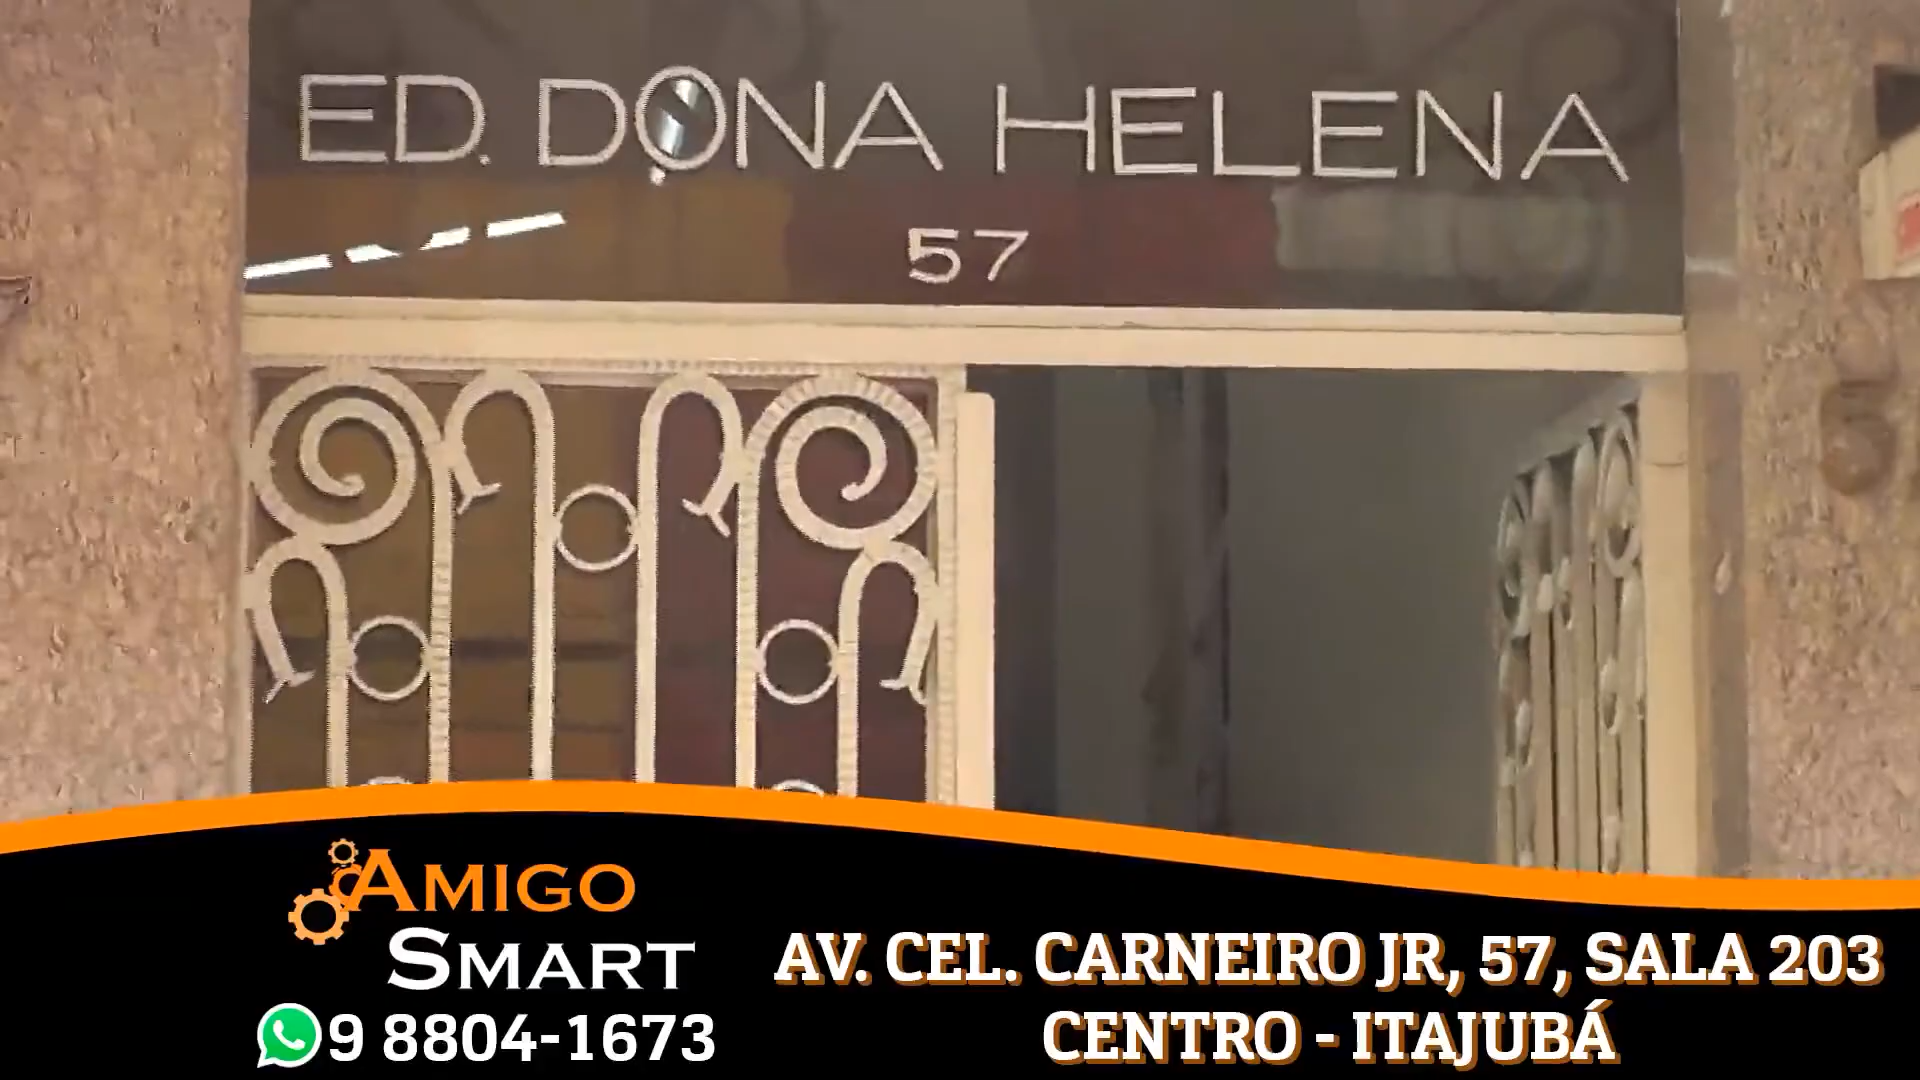 ED. DONA HELENA
57
AMIGO
SMART
9 8804-1673
AV. CEL. CARNEIRO JR, 57, SALA 203
CENTRO - ITAJUBÁ